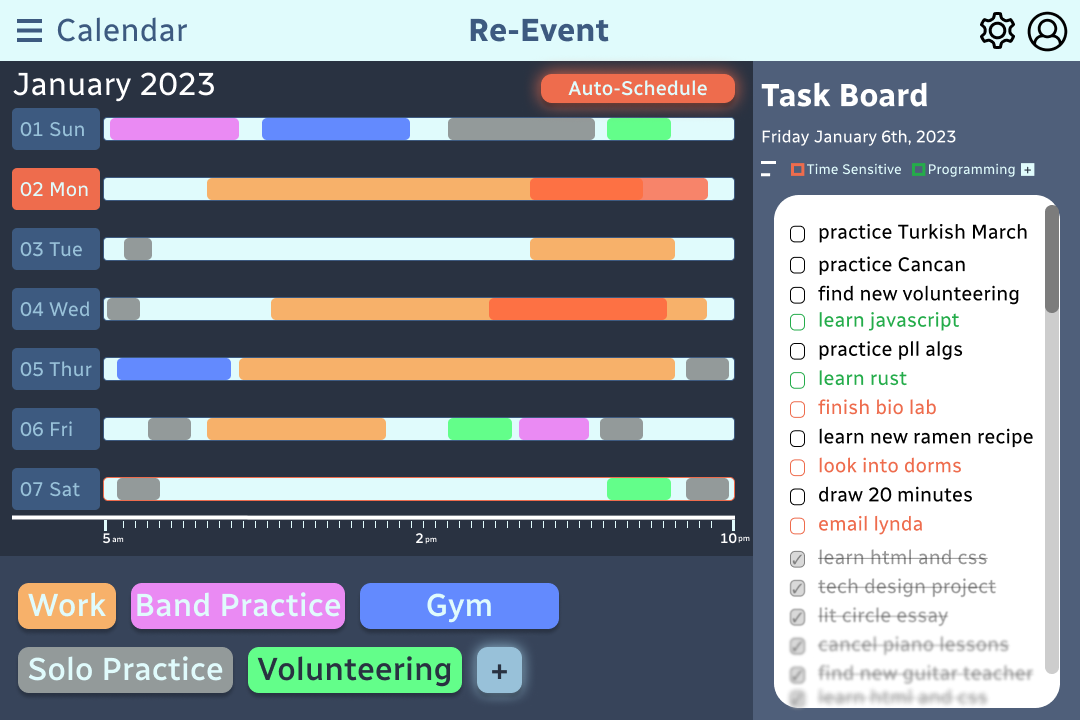 Calendar
Re-Event
January 2023
Auto-Schedule
01 Sun
02 Mon
03 Tue
04 Wed
05 Thur
06 Fri
07 Sat
5 am
2 pm
10 pm
Work
Band Practice
Gym
Solo Practice
Volunteering
+
Task Board
Friday January 6th, 2023
Time Sensitive
Programming
+
practice Turkish March
practice Cancan
find new volunteering
learn javascript
practice pll algs
learn rust
finish bio lab
learn new ramen recipe
look into dorms
draw 20 minutes
email lynda
learn html and css
tech design project
lit circle essay
cancel piano lessons
find new guitar teacher
learn html and css